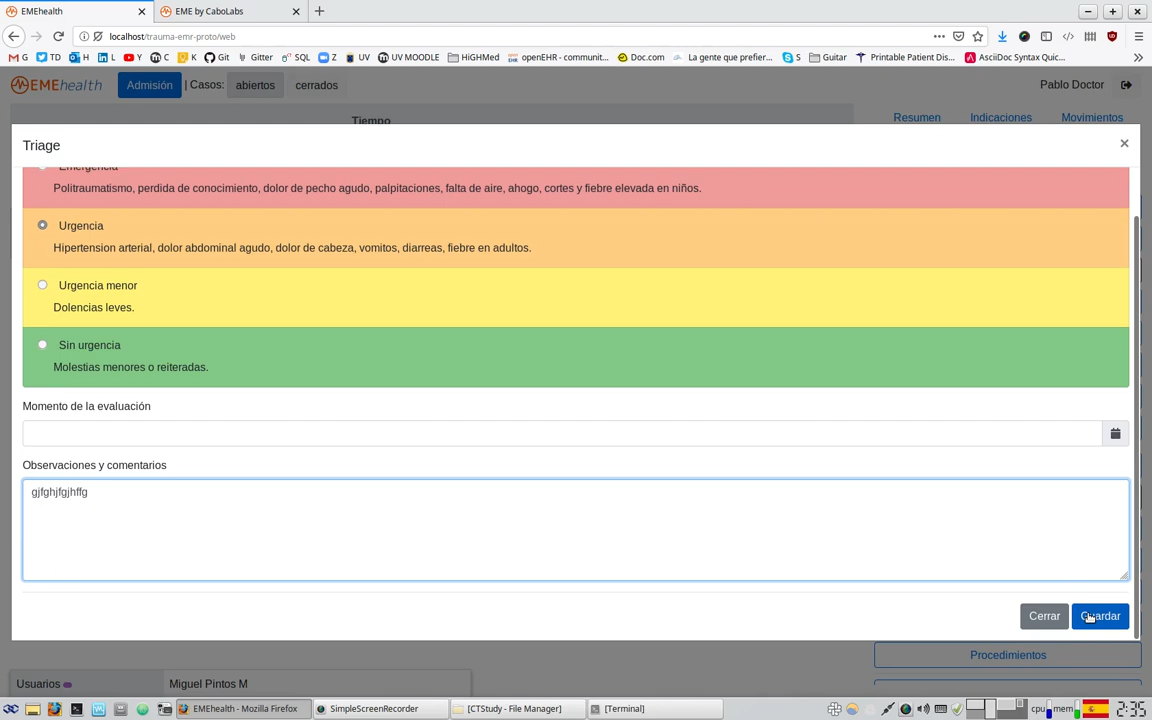 EMEhealth
EME by CaboLabs
localhost/trauma-emr-proto/web
G TD H L Y C K Git Gitter SQL Z UV UV MOODLE HiGHMed openEHR - communit... Doc.com La gente que prefier... S Guitar Printable Patient Dis... AsciiDoc Syntax Quic...
EMEhealth Admisión | Casos: abiertos cerrados Pablo Doctor
Tiempo Resumen Indicaciones Movimientos
Triage ×
Emergencia
Politraumatismo, perdida de conocimiento, dolor de pecho agudo, palpitaciones, falta de aire, ahogo, cortes y fiebre elevada en niños.
Urgencia
Hipertension arterial, dolor abdominal agudo, dolor de cabeza, vomitos, diarreas, fiebre en adultos.
Urgencia menor
Dolencias leves.
Sin urgencia
Molestias menores o reiteradas.
Momento de la evaluación
Observaciones y comentarios
gjfghjfgjhffg
Cerrar Guardar
Procedimientos
Usuarios Miguel Pintos M
EMEhealth - Mozilla Firefox SimpleScreenRecorder [CTStudy - File Manager] [Terminal] cpu mem 2:35